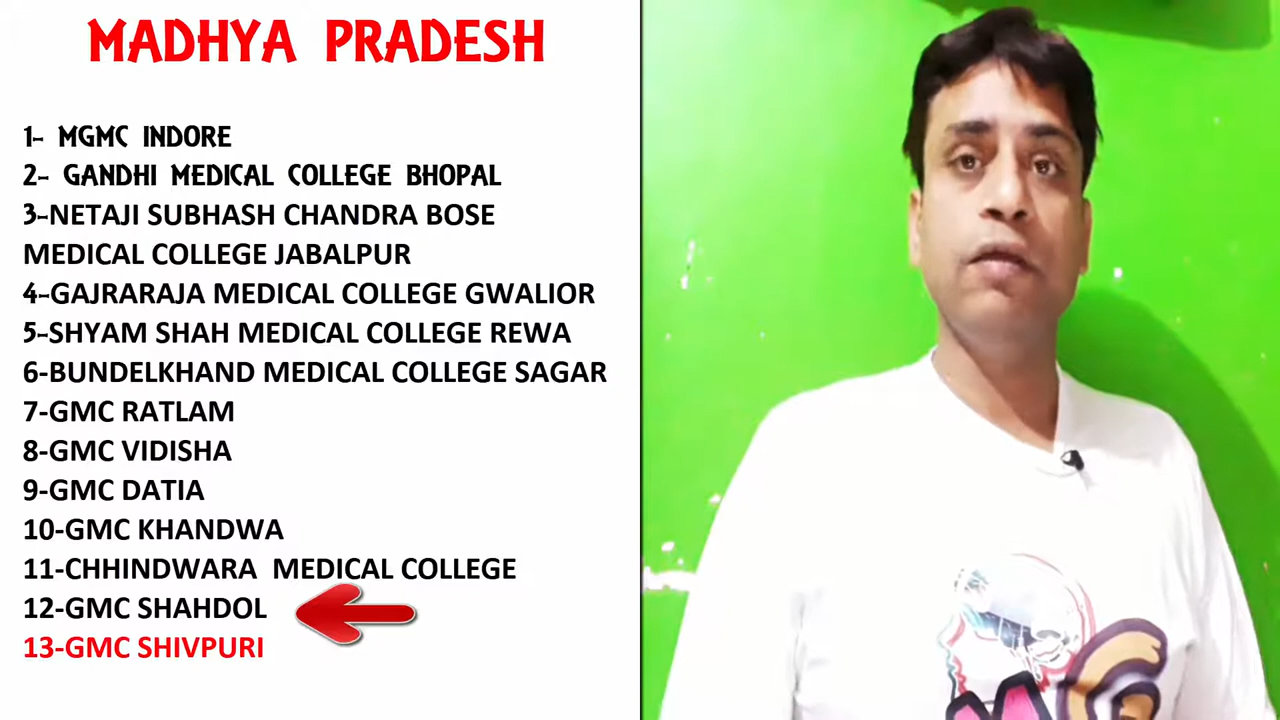 MADHYA PRADESH
1- MGMC INDORE
2- GANDHI MEDICAL COLLEGE BHOPAL
3-NETAJI SUBHASH CHANDRA BOSE
MEDICAL COLLEGE JABALPUR
4-GAJRARAJA MEDICAL COLLEGE GWALIOR
5-SHYAM SHAH MEDICAL COLLEGE REWA
6-BUNDELKHAND MEDICAL COLLEGE SAGAR
7-GMC RATLAM
8-GMC VIDISHA
9-GMC DATIA
10-GMC KHANDWA
11-CHHINDWARA MEDICAL COLLEGE
12-GMC SHAHDOL
13-GMC SHIVPURI